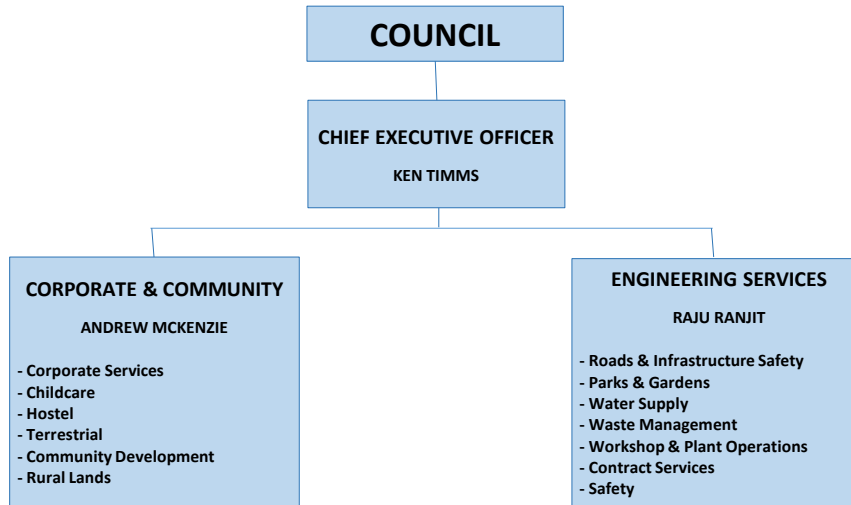 COUNCIL
CHIEF EXECUTIVE OFFICER
KEN TIMMS
CORPORATE & COMMUNITY
ANDREW MCKENZIE
- Corporate Services
- Childcare
- Hostel
- Terrestrial
- Community Development
- Rural Lands
ENGINEERING SERVICES
RAJU RANJIT
- Roads & Infrastructure Safety
- Parks & Gardens
- Water Supply
- Waste Management
- Workshop & Plant Operations
- Contract Services
- Safety